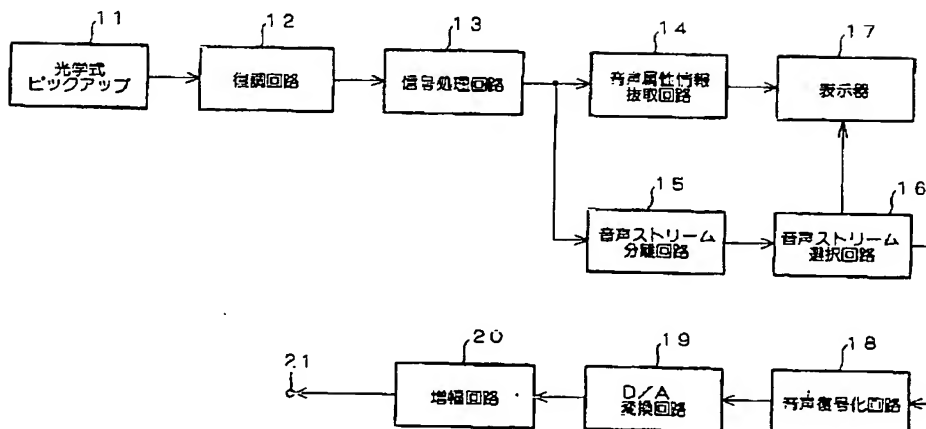 11
光学式
ピックアップ
12
復調回路
13
信号処理回路
14
音声属性情報
抜取回路
17
表示器
15
音声ストリーム
分離回路
16
音声ストリーム
選択回路
21
20
増幅回路
19
D/A
変換回路
18
音声復号化回路